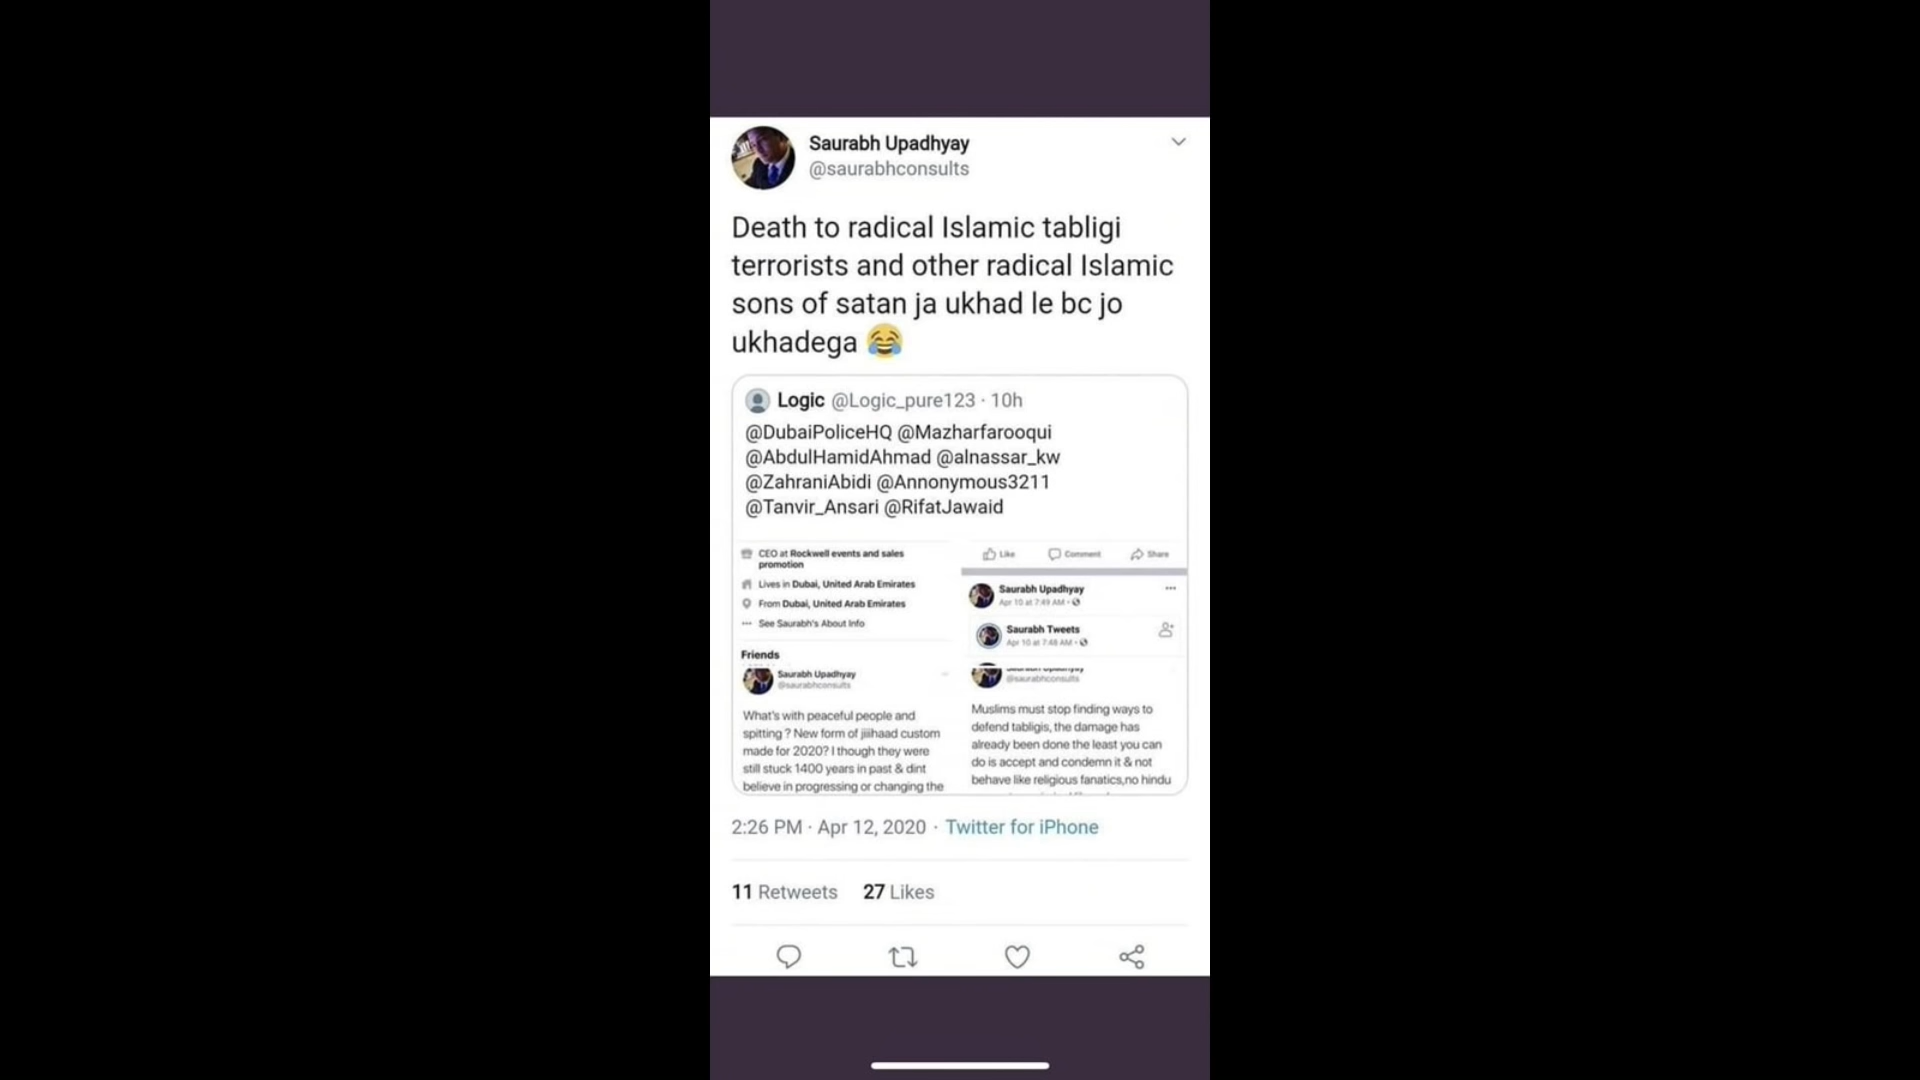 Saurabh Upadhyay
@saurabhconsults
Death to radical Islamic tabligi
terrorists and other radical Islamic
sons of satan ja ukhad le bc jo
ukhadega 😂
Logic @Logic_pure123 · 10h
@DubaiPoliceHQ @Mazharfarooqui
@AbdulHamidAhmad @alnassar_kw
@ZahraniAbidi @Annonymous3211
@Tanvir_Ansari @RifatJawaid
CEO at Rockwell events and sales
promotion
Lives in Dubai, United Arab Emirates
From Dubai, United Arab Emirates
See Saurabh's About Info
Friends
Saurabh Upadhyay
@saurabhconsults
What's with peaceful people and
spitting ? New form of jiihaad custom
made for 2020? I though they were
still stuck 1400 years in past & dint
believe in progressing or changing the
Like Comment Share
Saurabh Upadhyay
Apr 10 at 7:49 AM
Saurabh Tweets
Apr 10 at 7:48 AM
@saurabhconsults
Muslims must stop finding ways to
defend tabligis, the damage has
already been done the least you can
do is accept and condemn it & not
behave like religious fanatics,no hindu
2:26 PM · Apr 12, 2020 · Twitter for iPhone
11 Retweets 27 Likes